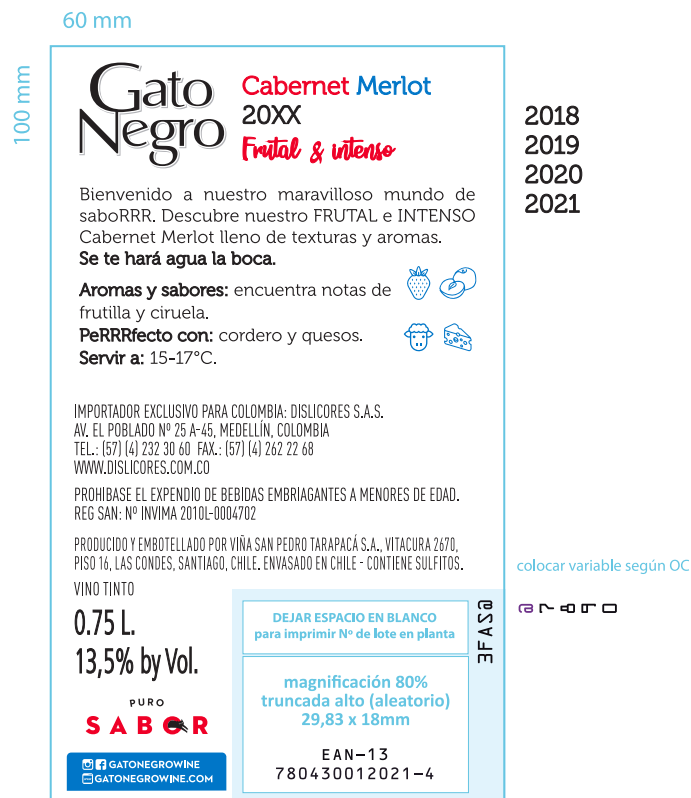 60 mm
100 mm
Gato
Negro
Cabernet Merlot
20XX
Frutal & intenso
2018
2019
2020
2021
Bienvenido a nuestro maravilloso mundo de
saboRRR. Descubre nuestro FRUTAL e INTENSO
Cabernet Merlot lleno de texturas y aromas.
Se te hará agua la boca.
Aromas y sabores: encuentra notas de
frutilla y ciruela.
PeRRRfecto con: cordero y quesos.
Servir a: 15-17°C.
IMPORTADOR EXCLUSIVO PARA COLOMBIA: DISLICORES S.A.S.
AV. EL POBLADO Nº 25 A-45, MEDELLÍN, COLOMBIA
TEL.: (57) (4) 232 30 60 FAX.: (57) (4) 262 22 68
WWW.DISLICORES.COM.CO
PROHIBASE EL EXPENDIO DE BEBIDAS EMBRIAGANTES A MENORES DE EDAD.
REG SAN: Nº INVIMA 2010L-0004702
PRODUCIDO Y EMBOTELLADO POR VIÑA SAN PEDRO TARAPACÁ S.A., VITACURA 2670,
PISO 16, LAS CONDES, SANTIAGO, CHILE. ENVASADO EN CHILE - CONTIENE SULFITOS.
VINO TINTO
0.75 L.
13,5% by Vol.
PURO
SABOR
GATONEGROWINE
GATONEGROWINE.COM
DEJAR ESPACIO EN BLANCO
para imprimir Nº de lote en planta
magnificación 80%
truncada alto (aleatorio)
29,83 x 18mm
EAN-13
780430012021-4
colocar variable según OC